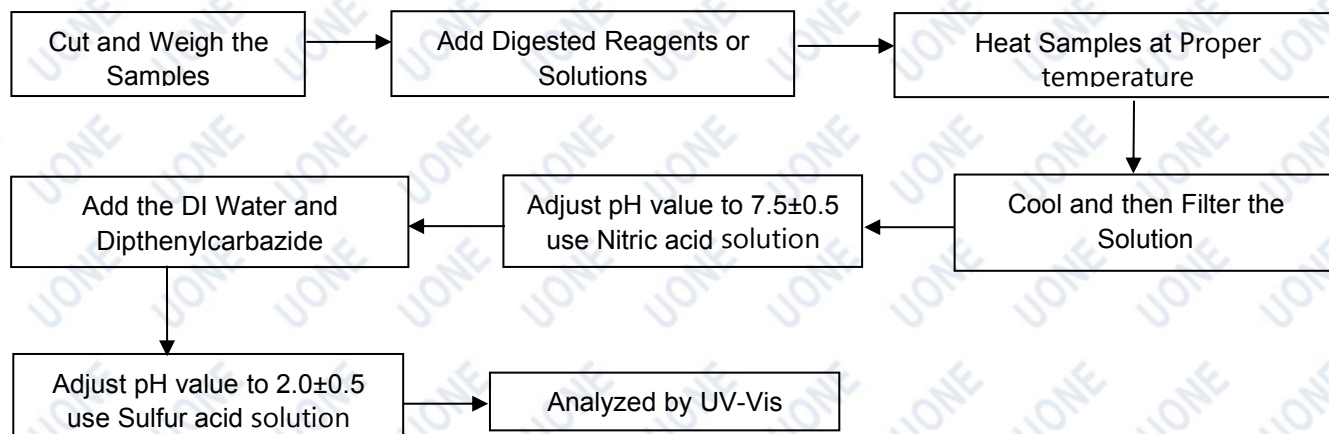 Cut and Weigh the
Samples
Add Digested Reagents or
Solutions
Heat Samples at Proper
temperature
Cool and then Filter the
Solution
Adjust pH value to 7.5±0.5
use Nitric acid solution
Add the DI Water and
Dipthenylcarbazide
Adjust pH value to 2.0±0.5
use Sulfur acid solution
Analyzed by UV-Vis
UONE